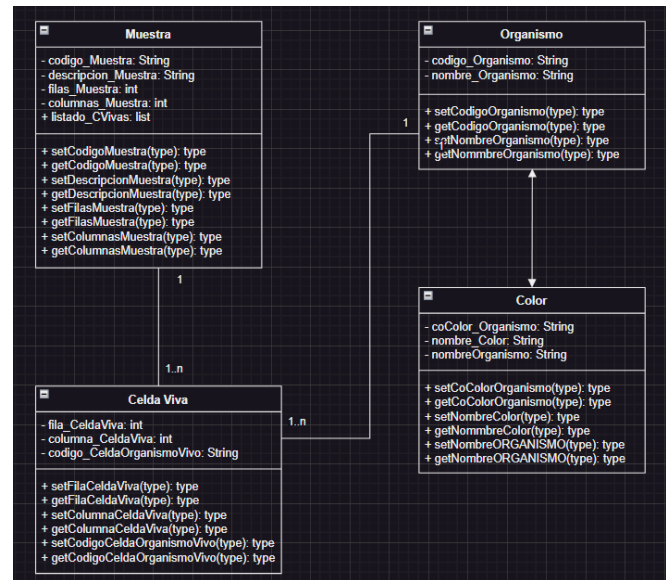 Muestra
- codigo_Muestra: String
- descripcion_Muestra: String
- filas_Muestra: int
- columnas_Muestra: int
+ listado_CVivas: list
+ setCodigoMuestra(type): type
+ getCodigoMuestra(type): type
+ setDescripcionMuestra(type): type
+ getDescripcionMuestra(type): type
+ setFilasMuestra(type): type
+ getFilasMuestra(type): type
+ setColumnasMuestra(type): type
+ getColumnasMuestra(type): type
1
1..n
Celda Viva
- fila_CeldaViva: int
- columna_CeldaViva: int
- codigo_CeldaOrganismoVivo: String
+ setFilaCeldaViva(type): type
+ getFilaCeldaViva(type): type
+ setColumnaCeldaViva(type): type
+ getColumnaCeldaViva(type): type
+ setCodigoCeldaOrganismoVivo(type): type
+ getCodigoCeldaOrganismoVivo(type): type
1..n
1
Organismo
- codigo_Organismo: String
- nombre_Organismo: String
+ setCodigoOrganismo(type): type
+ getCodigoOrganismo(type): type
+ setNombreOrganismo(type): type
+ getNommbreOrganismo(type): type
Color
- coColor_Organismo: String
- nombre_Color: String
- nombreOrganismo: String
+ setCoColorOrganismo(type): type
+ getCoColorOrganismo(type): type
+ setNombreColor(type): type
+ getNommbreColor(type): type
+ setNombreORGANISMO(type): type
+ getNombreORGANISMO(type): type